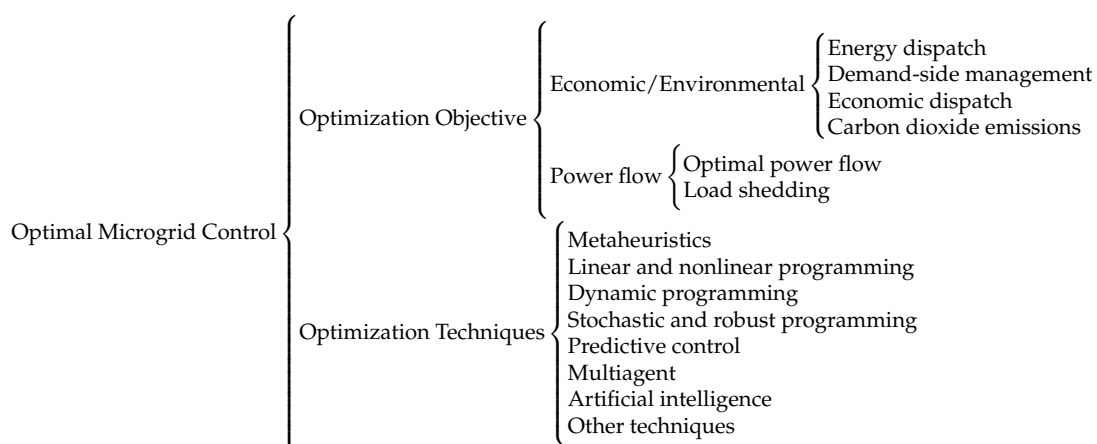 Optimal Microgrid Control
Optimization Objective
Economic/Environmental
Energy dispatch
Demand-side management
Economic dispatch
Carbon dioxide emissions
Power flow
Optimal power flow
Load shedding
Optimization Techniques
Metaheuristics
Linear and nonlinear programming
Dynamic programming
Stochastic and robust programming
Predictive control
Multiagent
Artificial intelligence
Other techniques